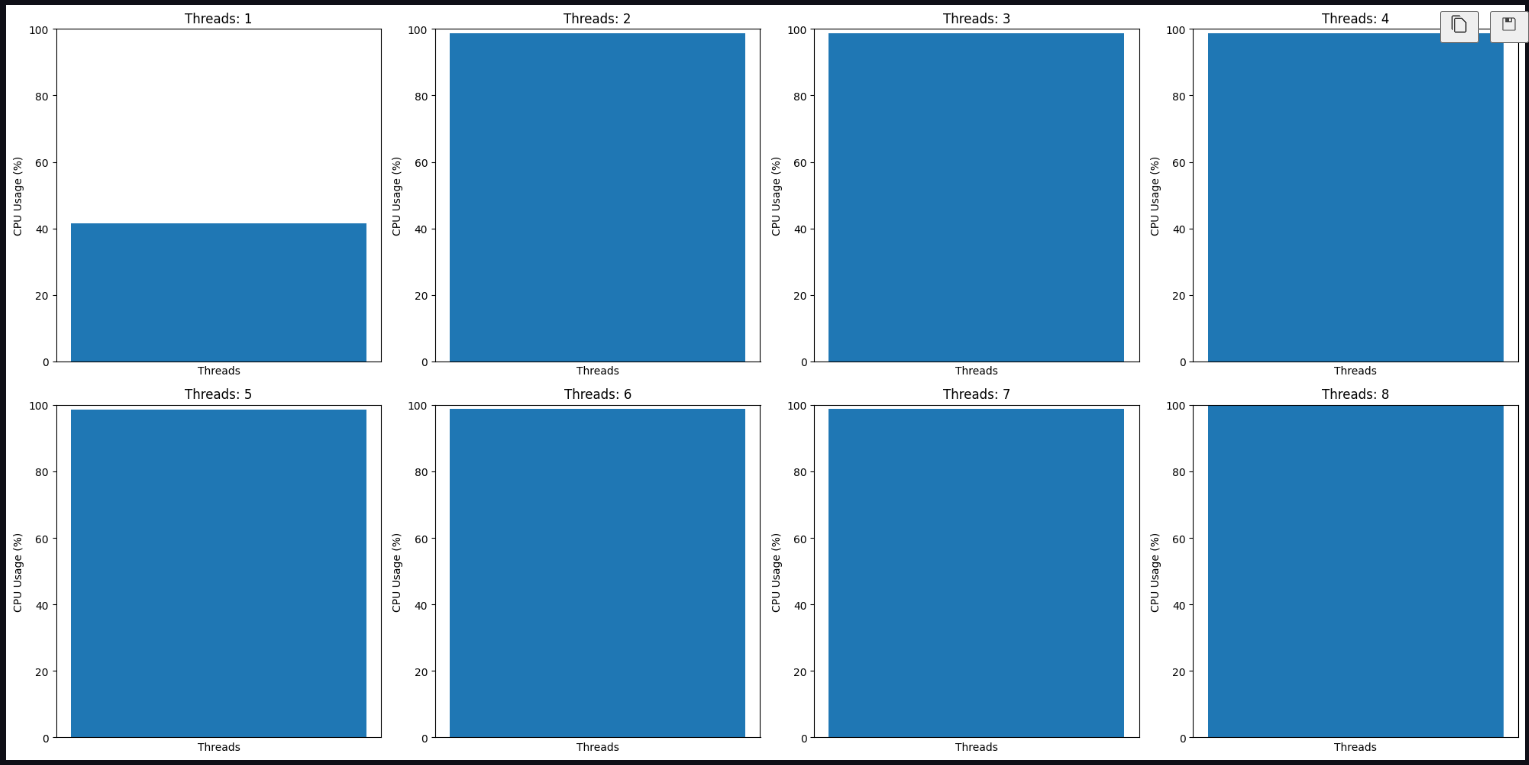 Threads: 1
100
80
60
40
20
0
CPU Usage (%)
Threads
Threads: 2
100
80
60
40
20
0
CPU Usage (%)
Threads
Threads: 3
100
80
60
40
20
0
CPU Usage (%)
Threads
Threads: 4
100
80
60
40
20
0
CPU Usage (%)
Threads
Threads: 5
100
80
60
40
20
0
CPU Usage (%)
Threads
Threads: 6
100
80
60
40
20
0
CPU Usage (%)
Threads
Threads: 7
100
80
60
40
20
0
CPU Usage (%)
Threads
Threads: 8
100
80
60
40
20
0
CPU Usage (%)
Threads